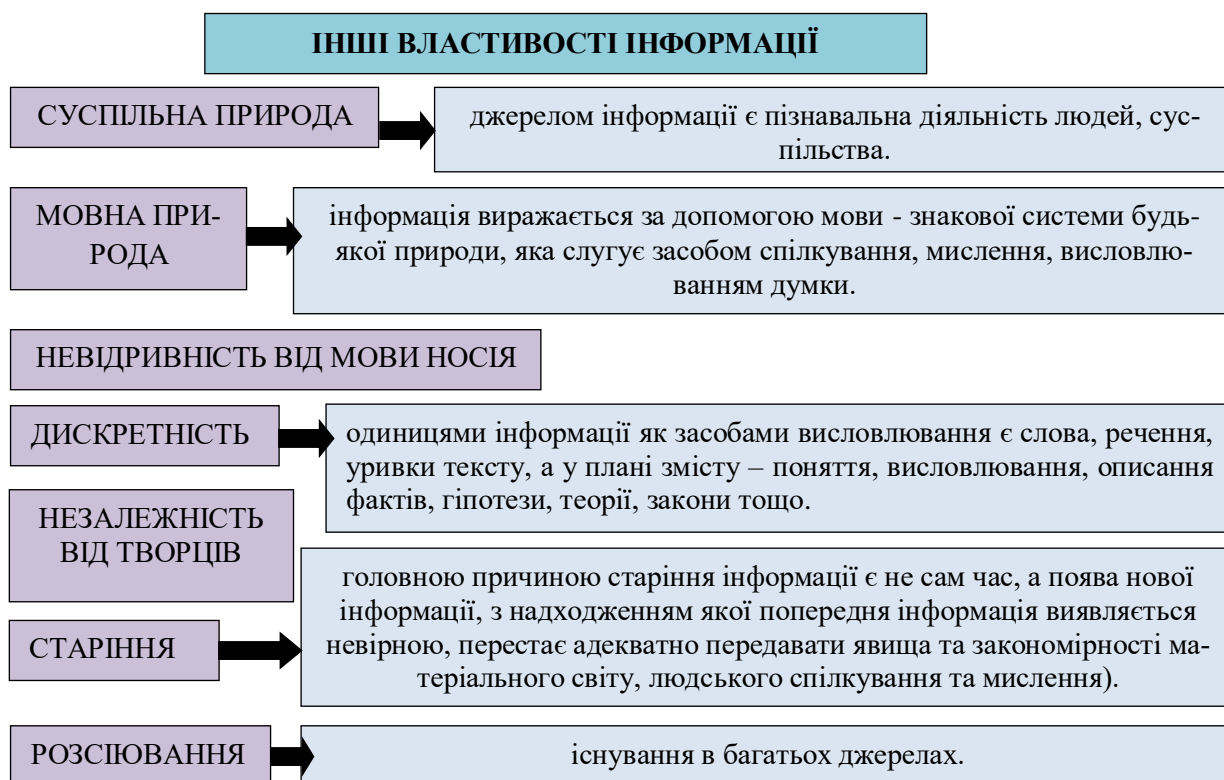 ІНШІ ВЛАСТИВОСТІ ІНФОРМАЦІЇ
СУСПІЛЬНА ПРИРОДА
джерелом інформації є пізнавальна діяльність людей, сус-
пільства.
МОВНА ПРИ-
РОДА
інформація виражається за допомогою мови - знакової системи будь-
якої природи, яка слугує засобом спілкування, мислення, висловлю-
ванням думки.
НЕВІДРИВНІСТЬ ВІД МОВИ НОСІЯ
ДИСКРЕТНІСТЬ
одиницями інформації як засобами висловлювання є слова, речення,
уривки тексту, а у плані змісту – поняття, висловлювання, описання
фактів, гіпотези, теорії, закони тощо.
НЕЗАЛЕЖНІСТЬ
ВІД ТВОРЦІВ
СТАРІННЯ
головною причиною старіння інформації є не сам час, а поява нової
інформації, з надходженням якої попередня інформація виявляється
невірною, перестає адекватно передавати явища та закономірності ма-
теріального світу, людського спілкування та мислення).
РОЗСІЮВАННЯ
існування в багатьох джерелах.